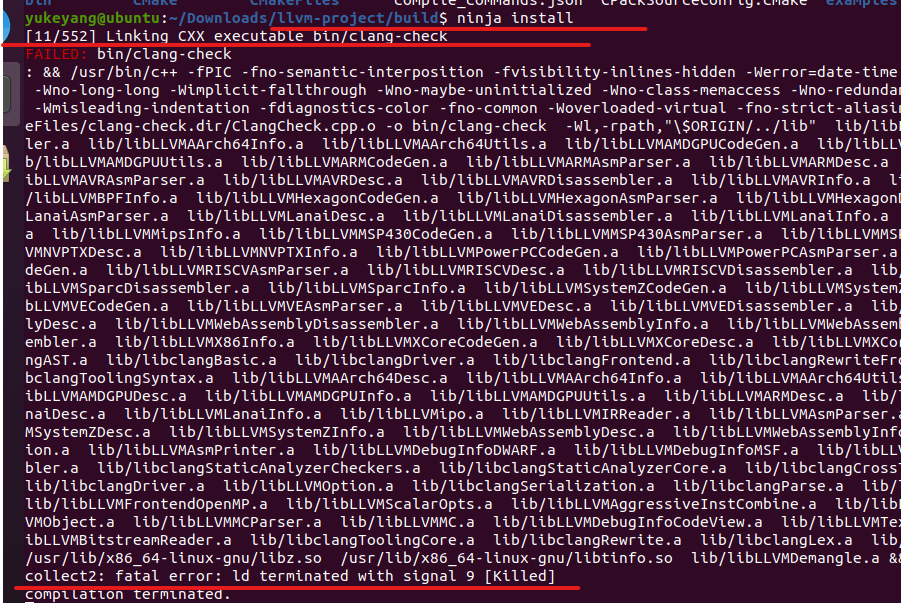 bin CMake CMakeFiles compile_commands.json CPackSourceConfig.cmake examples
yukeyang@ubuntu:~/Downloads/llvm-project/build$ ninja install
[11/552] Linking CXX executable bin/clang-check
FAILED: bin/clang-check
: && /usr/bin/c++ -fPIC -fno-semantic-interposition -fvisibility-inlines-hidden -Werror=date-time
-Wno-long-long -Wimplicit-fallthrough -Wno-maybe-uninitialized -Wno-class-memaccess -Wno-redundan
-Wmisleading-indentation -fdiagnostics-color -fno-common -Woverloaded-virtual -fno-strict-aliasin
eFiles/clang-check.dir/ClangCheck.cpp.o -o bin/clang-check -Wl,-rpath,"\$ORIGIN/../lib" lib/libL
ler.a lib/libLLVMAArch64Info.a lib/libLLVMAArch64Utils.a lib/libLLVMAMDGPUCodeGen.a lib/libLLV
b/libLLVMAMDGPUUtils.a lib/libLLVMARMCodeGen.a lib/libLLVMARMAsmParser.a lib/libLLVMARMDesc.a
ibLLVMAVRAsmParser.a lib/libLLVMAVRDesc.a lib/libLLVMAVRDisassembler.a lib/libLLVMAVRInfo.a l
/libLLVMBPFInfo.a lib/libLLVMHexagonCodeGen.a lib/libLLVMHexagonAsmParser.a lib/libLLVMHexagonD
LanaiAsmParser.a lib/libLLVMLanaiDesc.a lib/libLLVMLanaiDisassembler.a lib/libLLVMLanaiInfo.a
a lib/libLLVMMipsInfo.a lib/libLLVMMSP430CodeGen.a lib/libLLVMMSP430AsmParser.a lib/libLLVMMSP
VMNVPTXDesc.a lib/libLLVMNVPTXInfo.a lib/libLLVMPowerPCCodeGen.a lib/libLLVMPowerPCAsmParser.a
deGen.a lib/libLLVMRISCVAsmParser.a lib/libLLVMRISCVDesc.a lib/libLLVMRISCVDisassembler.a lib/
ibLLVMSparcDisassembler.a lib/libLLVMSparcInfo.a lib/libLLVMSystemZCodeGen.a lib/libLLVMSystemZ
bLLVMVECodeGen.a lib/libLLVMVEAsmParser.a lib/libLLVMVEDesc.a lib/libLLVMVEDisassembler.a lib/
lyDesc.a lib/libLLVMWebAssemblyDisassembler.a lib/libLLVMWebAssemblyInfo.a lib/libLLVMWebAssem
embler.a lib/libLLVMX86Info.a lib/libLLVMXCoreCodeGen.a lib/libLLVMXCoreDesc.a lib/libLLVMXCor
ngAST.a lib/libclangBasic.a lib/libclangDriver.a lib/libclangFrontend.a lib/libclangRewriteFro
bclangToolingSyntax.a lib/libLLVMAArch64Desc.a lib/libLLVMAArch64Info.a lib/libLLVMAArch64Utils
ibLLVMAMDGPUDesc.a lib/libLLVMAMDGPUInfo.a lib/libLLVMAMDGPUUtils.a lib/libLLVMARMDesc.a lib/l
naiDesc.a lib/libLLVMLanaiInfo.a lib/libLLVMipo.a lib/libLLVMIRReader.a lib/libLLVMAsmParser.a
MSystemZDesc.a lib/libLLVMSystemZInfo.a lib/libLLVMWebAssemblyDesc.a lib/libLLVMWebAssemblyInfo
ion.a lib/libLLVMAsmPrinter.a lib/libLLVMDebugInfoDWARF.a lib/libLLVMDebugInfoMSF.a lib/libLLV
bler.a lib/libclangStaticAnalyzerCheckers.a lib/libclangStaticAnalyzerCore.a lib/libclangCrossT
lib/libclangDriver.a lib/libLLVMOption.a lib/libclangSerialization.a lib/libclangParse.a lib/l
lib/libLLVMFrontendOpenMP.a lib/libLLVMScalarOpts.a lib/libLLVMAggressiveInstCombine.a lib/libL
VMObject.a lib/libLLVMMCParser.a lib/libLLVMMC.a lib/libLLVMDebugInfoCodeView.a lib/libLLVMTex
ibLLVMBitstreamReader.a lib/libclangToolingCore.a lib/libclangRewrite.a lib/libclangLex.a lib/
/usr/lib/x86_64-linux-gnu/libz.so /usr/lib/x86_64-linux-gnu/libtinfo.so lib/libLLVMDemangle.a &&
collect2: fatal error: ld terminated with signal 9 [Killed]
compilation terminated.